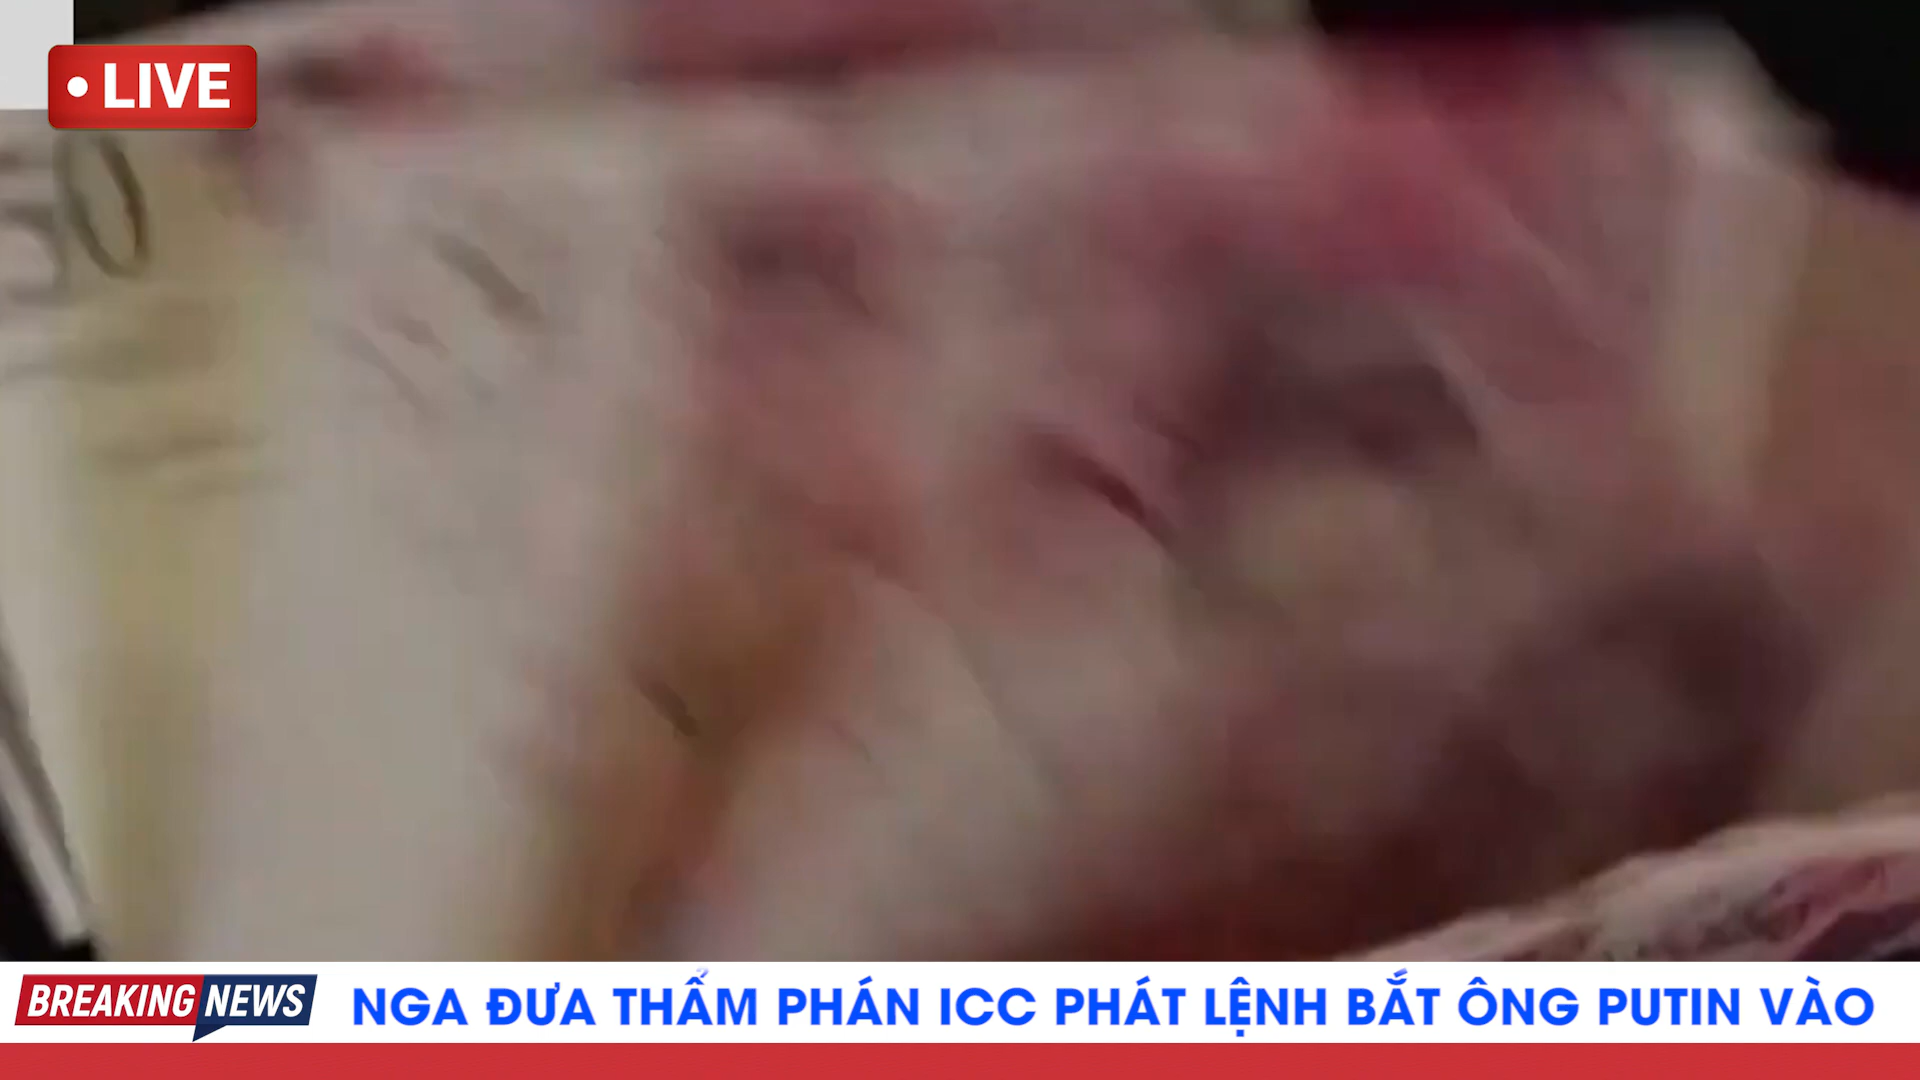 LIVE
BREAKING NEWS
NGA ĐƯA THẨM PHÁN ICC PHÁT LỆNH BẮT ÔNG PUTIN VÀO